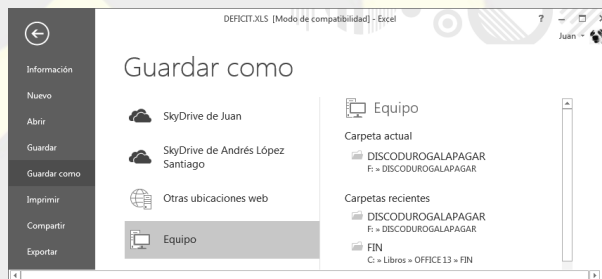 DEFICIT.XLS [Modo de compatibilidad] - Excel
?
Juan
Información
Nuevo
Abrir
Guardar
Guardar como
Imprimir
Compartir
Exportar
Guardar como
SkyDrive de Juan
SkyDrive de Andrés López
Santiago
Otras ubicaciones web
Equipo
Equipo
Carpeta actual
DISCODUROGALAPAGAR
F: » DISCODUROGALAPAGAR
Carpetas recientes
DISCODUROGALAPAGAR
F: » DISCODUROGALAPAGAR
FIN
C: » Libros » OFFICE 13 » FIN